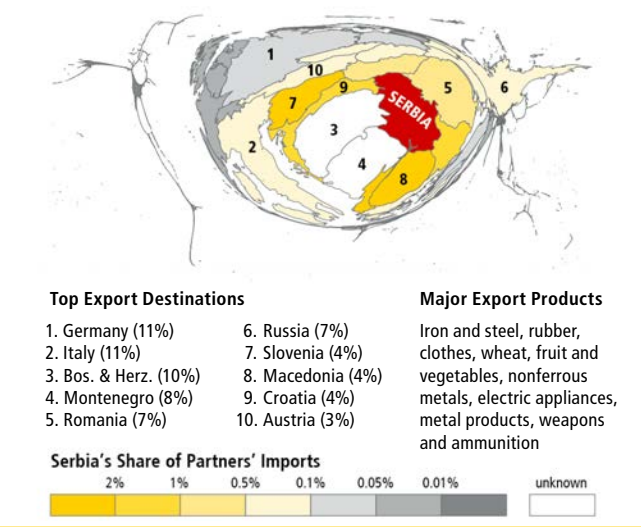 1
10
9
5
6
7
SERBIA
3
2
4
8
Top Export Destinations
1. Germany (11%)
2. Italy (11%)
3. Bos. & Herz. (10%)
4. Montenegro (8%)
5. Romania (7%)
6. Russia (7%)
7. Slovenia (4%)
8. Macedonia (4%)
9. Croatia (4%)
10. Austria (3%)
Major Export Products
Iron and steel, rubber,
clothes, wheat, fruit and
vegetables, nonferrous
metals, electric appliances,
metal products, weapons
and ammunition
Serbia's Share of Partners' Imports
2% 1% 0.5% 0.1% 0.05% 0.01% unknown